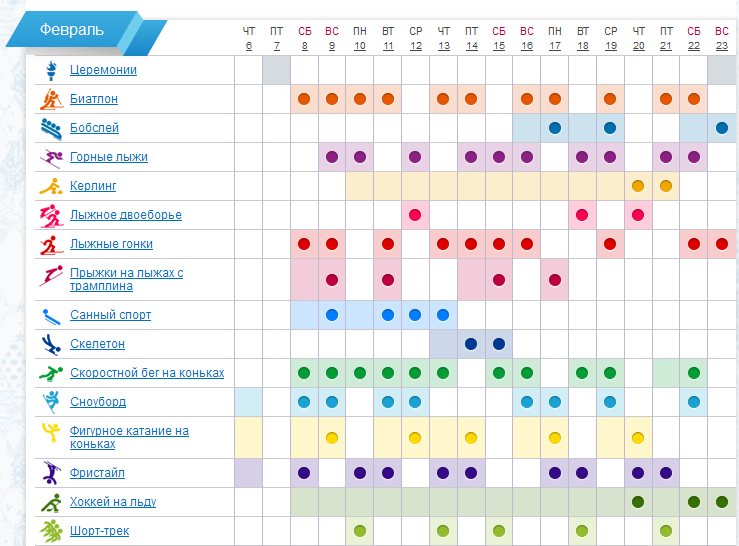 Февраль
ЧТ ПТ СБ ВС ПН ВТ СР ЧТ ПТ СБ ВС ПН ВТ СР ЧТ ПТ СБ ВС
6 7 8 9 10 11 12 13 14 15 16 17 18 19 20 21 22 23
Церемонии
Биатлон
Бобслей
Горные лыжи
Керлинг
Лыжное двоеборье
Лыжные гонки
Прыжки на лыжах с
трамплина
Санный спорт
Скелетон
Скоростной бег на коньках
Сноуборд
Фигурное катание на
коньках
Фристайл
Хоккей на льду
Шорт-трек